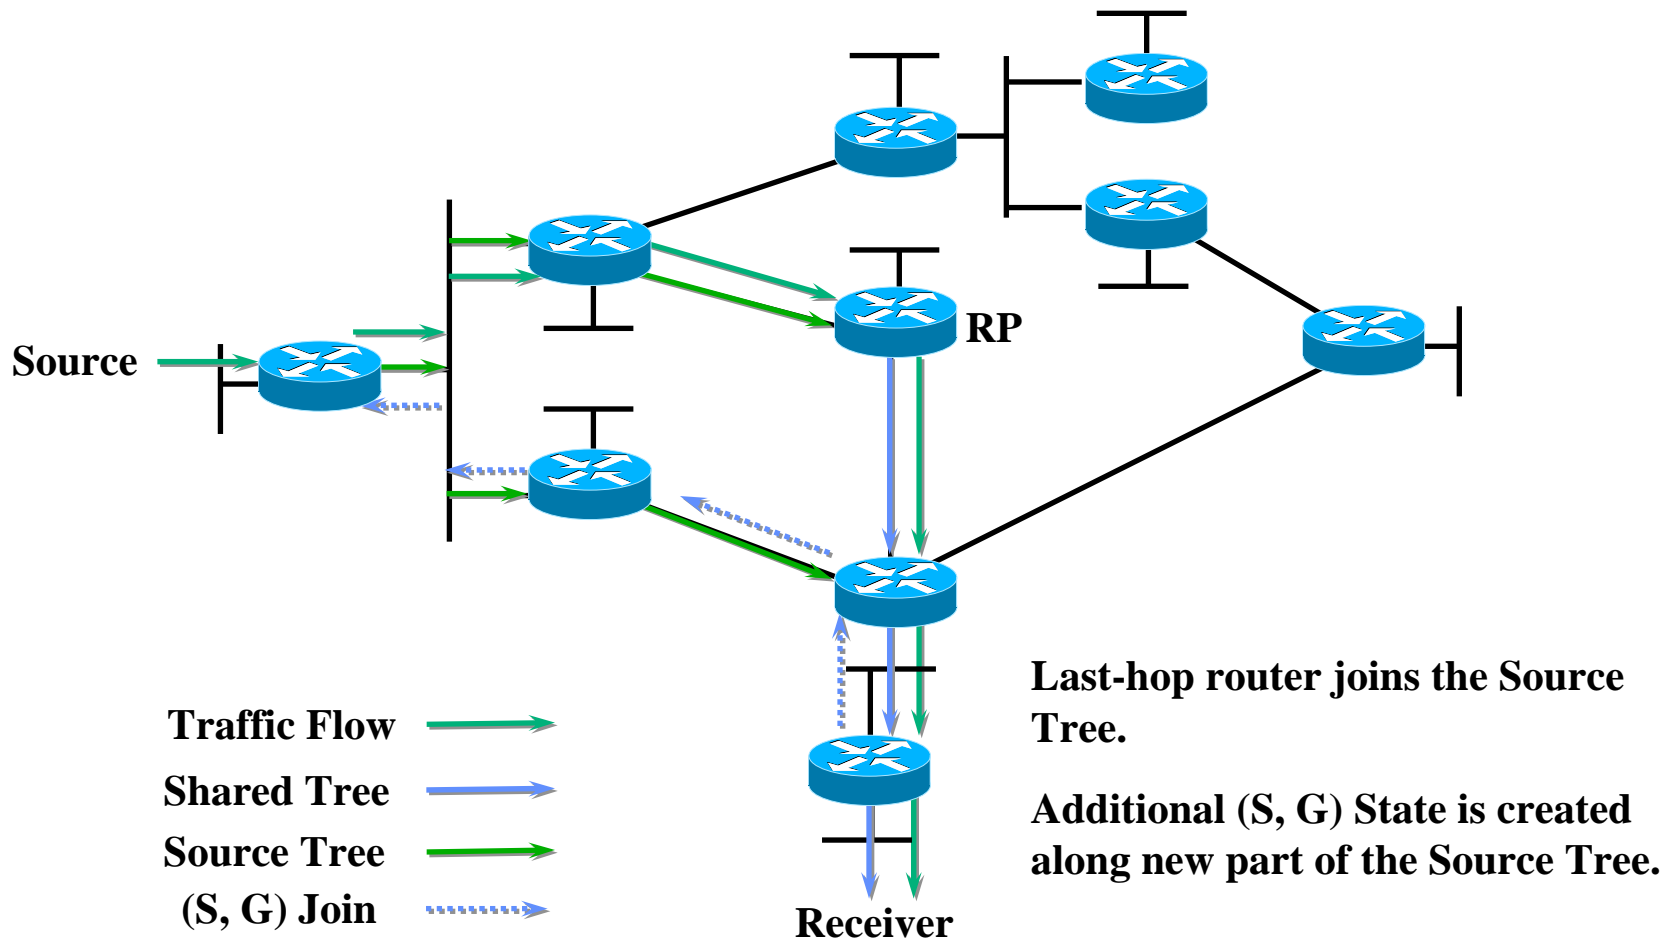 RP
Source
Last-hop router joins the Source
Tree.
Additional (S, G) State is created
along new part of the Source Tree.
Traffic Flow
Shared Tree
Source Tree
(S, G) Join
Receiver